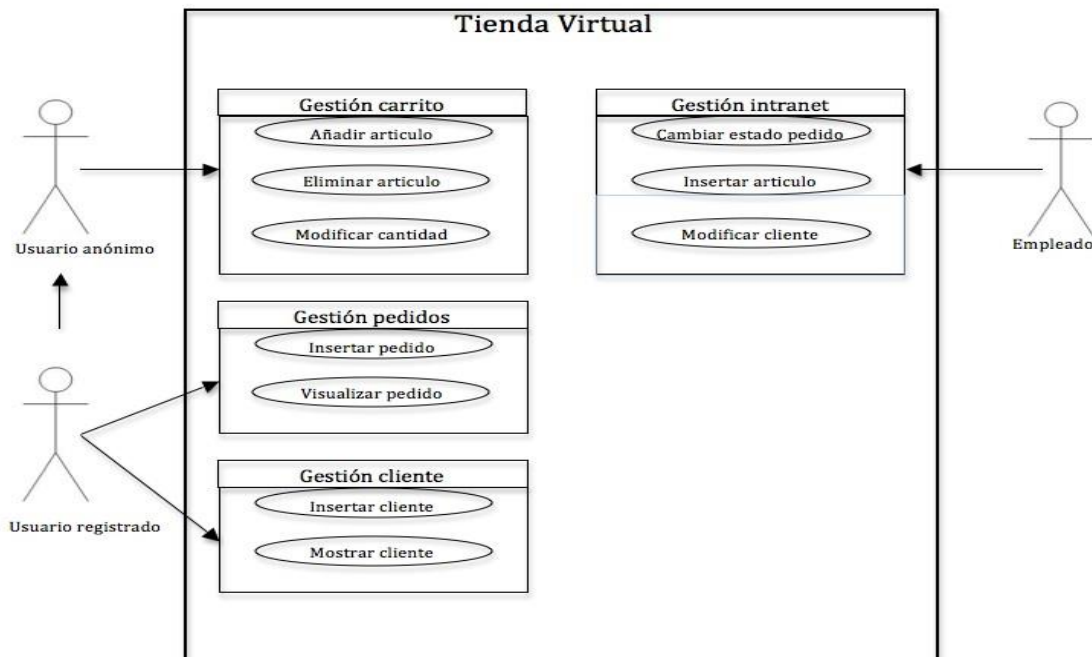 Tienda Virtual
Gestión carrito
Añadir articulo
Eliminar articulo
Modificar cantidad
Gestión intranet
Cambiar estado pedido
Insertar articulo
Modificar cliente
Usuario anónimo
Empleado
Gestión pedidos
Insertar pedido
Visualizar pedido
Gestión cliente
Insertar cliente
Mostrar cliente
Usuario registrado